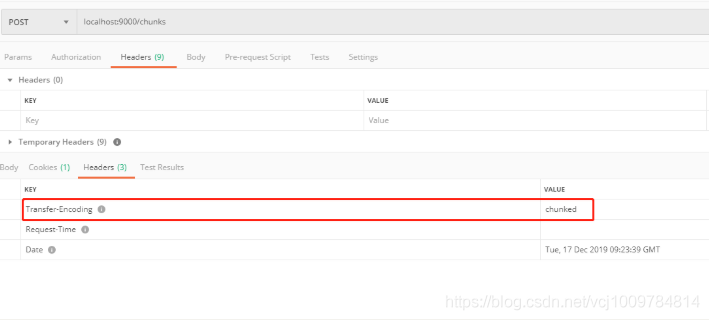 POST localhost:9000/chunks
Params Authorization Headers (9) Body Pre-request Script Tests Settings
Headers (0)
KEY VALUE
Key Value
Temporary Headers (9)
Body Cookies (1) Headers (3) Test Results
KEY VALUE
Transfer-Encoding chunked
Request-Time
Date Tue, 17 Dec 2019 09:23:39 GMT
https://blog.csdn.net/vcj1009784814